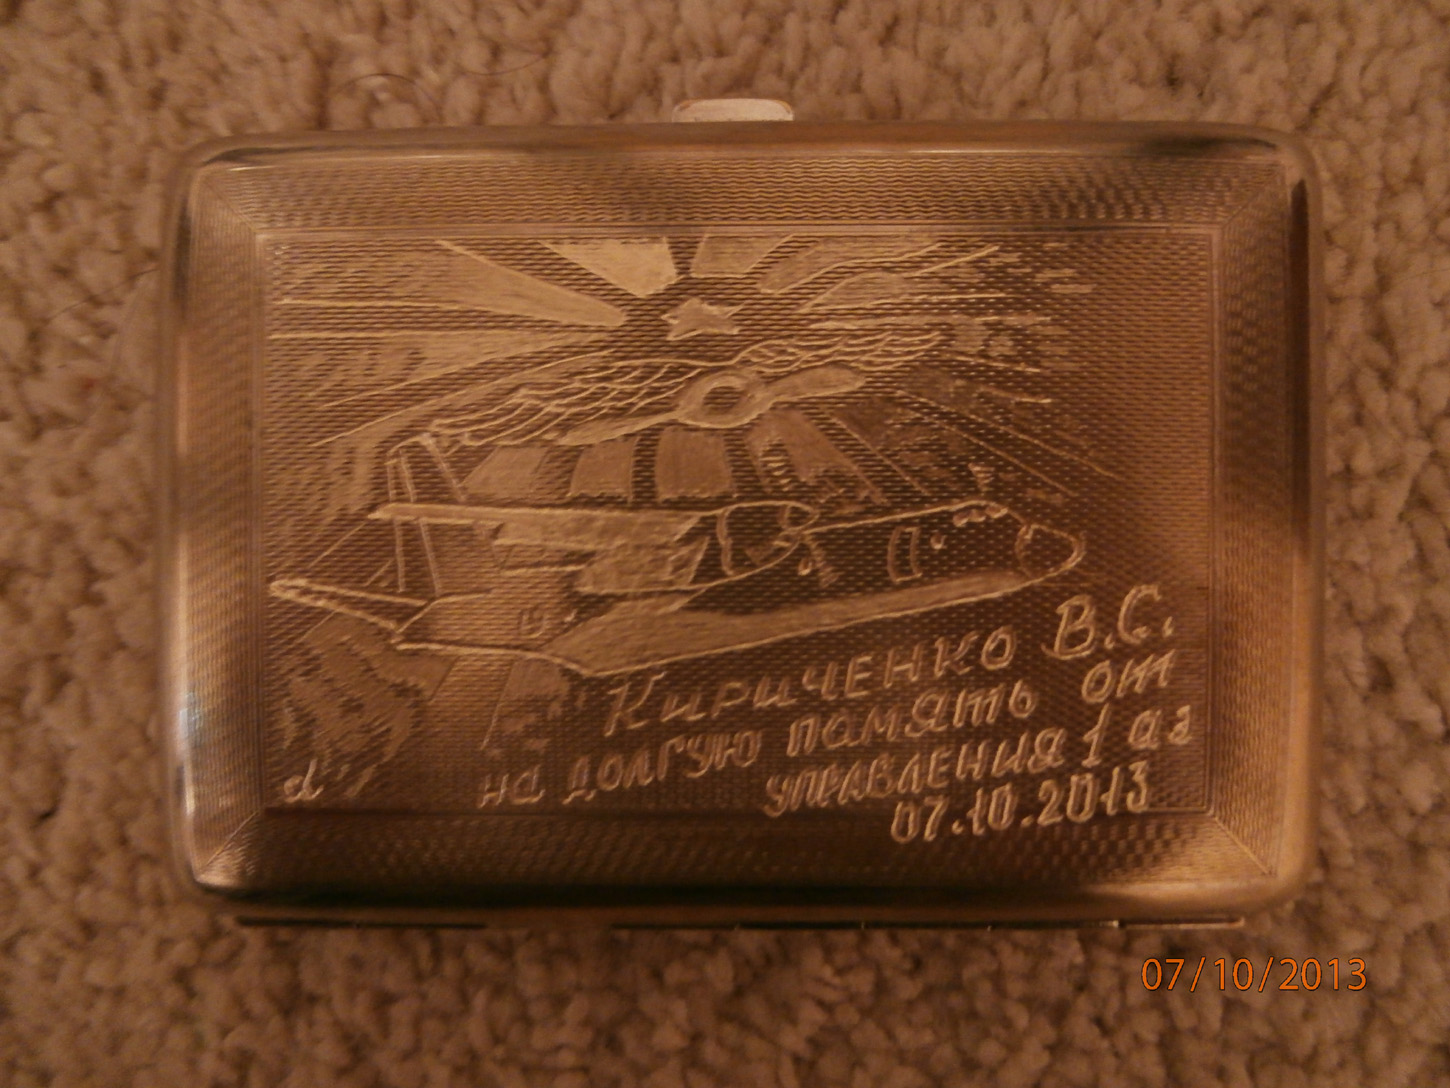 Кириченко В.С.
на долгую память от
управления 1 аэ
07.10.2013
07/10/2013